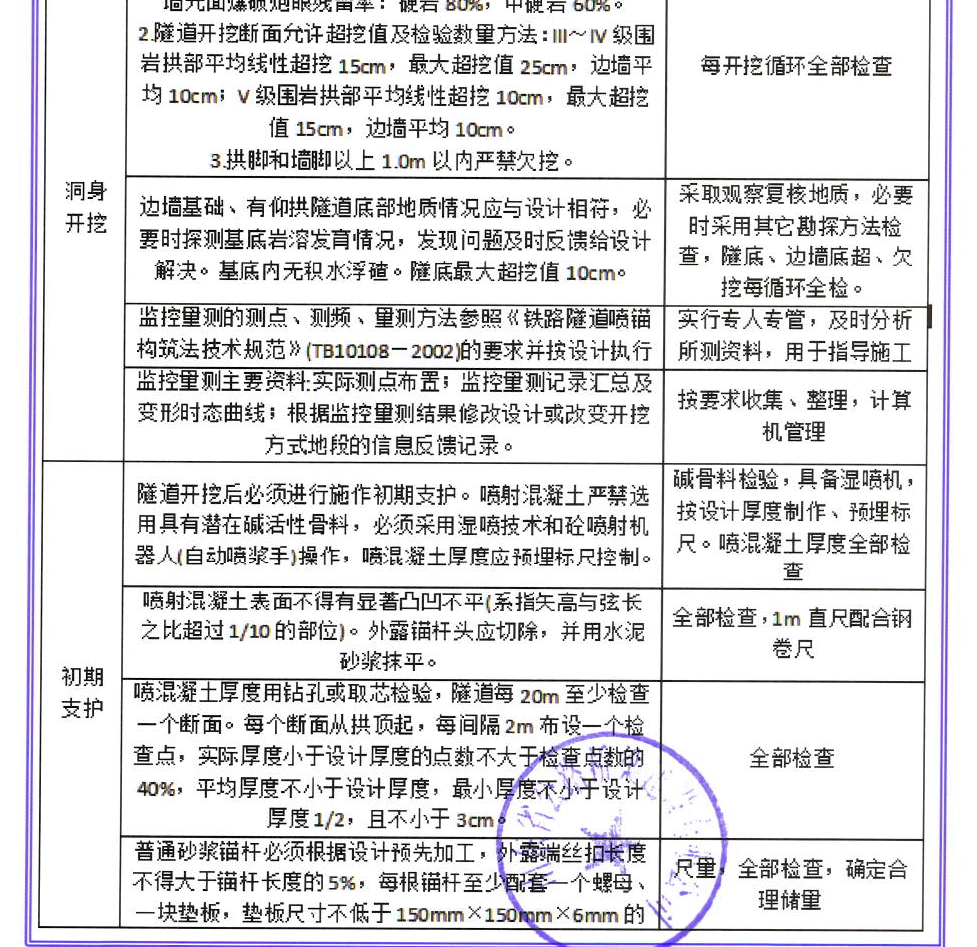 墙光面爆破炮眼残留率：硬岩 80%，中硬岩 60%。
2.隧道开挖断面允许超挖值及检验数量方法：III～IV 级围
岩拱部平均线性超挖 15cm，最大超挖值 25cm，边墙平
均 10cm；V 级围岩拱部平均线性超挖 10cm，最大超挖
值 15cm，边墙平均 10cm。
3.拱脚和墙脚以上 1.0m 以内严禁欠挖。
每开挖循环全部检查
洞身
开挖
边墙基础、有仰拱隧道底部地质情况应与设计相符，必
要时探测基底岩溶发育情况，发现问题及时反馈给设计
解决。基底内无积水浮碴。隧底最大超挖值 10cm。
采取观察复核地质，必要
时采用其它勘探方法检
查，隧底、边墙底超、欠
挖每循环全检。
监控量测的测点、测频、量测方法参照《铁路隧道喷锚
构筑法技术规范》(TB10108－2002)的要求并按设计执行
实行专人专管，及时分析
所测资料，用于指导施工
监控量测主要资料:实际测点布置；监控量测记录汇总及
变形时态曲线；根据监控量测结果修改设计或改变开挖
方式地段的信息反馈记录。
按要求收集、整理，计算
机管理
初期
支护
隧道开挖后必须进行施作初期支护。喷射混凝土严禁选
用具有潜在碱活性骨料，必须采用湿喷技术和砼喷射机
器人(自动喷浆手)操作，喷混凝土厚度应预埋标尺控制。
碱骨料检验，具备湿喷机，
按设计厚度制作、预埋标
尺。喷混凝土厚度全部检
查
喷射混凝土表面不得有显著凸凹不平(系指矢高与弦长
之比超过 1/10 的部位)。外露锚杆头应切除，并用水泥
砂浆抹平。
全部检查，1m 直尺配合钢
卷尺
喷混凝土厚度用钻孔或取芯检验，隧道每 20m 至少检查
一个断面。每个断面从拱顶起，每间隔 2m 布设一个检
查点，实际厚度小于设计厚度的点数不大于检查点数的
40%，平均厚度不小于设计厚度，最小厚度不小于设计
厚度 1/2，且不小于 3cm。
全部检查
普通砂浆锚杆必须根据设计预先加工，外露端丝扣长度
不得大于锚杆长度的 5%，每根锚杆至少配套一个螺母、
一块垫板，垫板尺寸不低于 150mm×150mm×6mm 的
尺量，全部检查，确定合
理储量